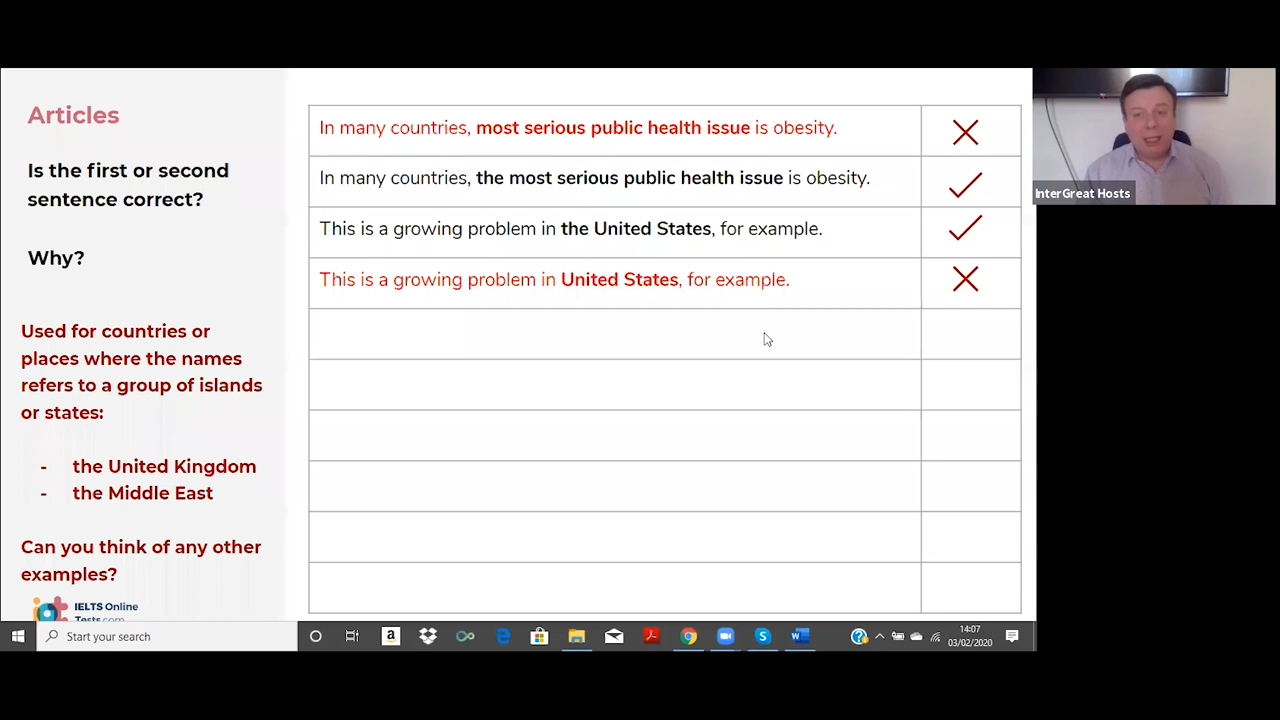 Articles
Is the first or second
sentence correct?
Why?
Used for countries or
places where the names
refers to a group of islands
or states:
- the United Kingdom
- the Middle East
Can you think of any other
examples?
IELTS Online
Tests.com
In many countries, most serious public health issue is obesity.
In many countries, the most serious public health issue is obesity.
This is a growing problem in the United States, for example.
This is a growing problem in United States, for example.
InterGreat Hosts
Start your search
14:07
03/02/2020